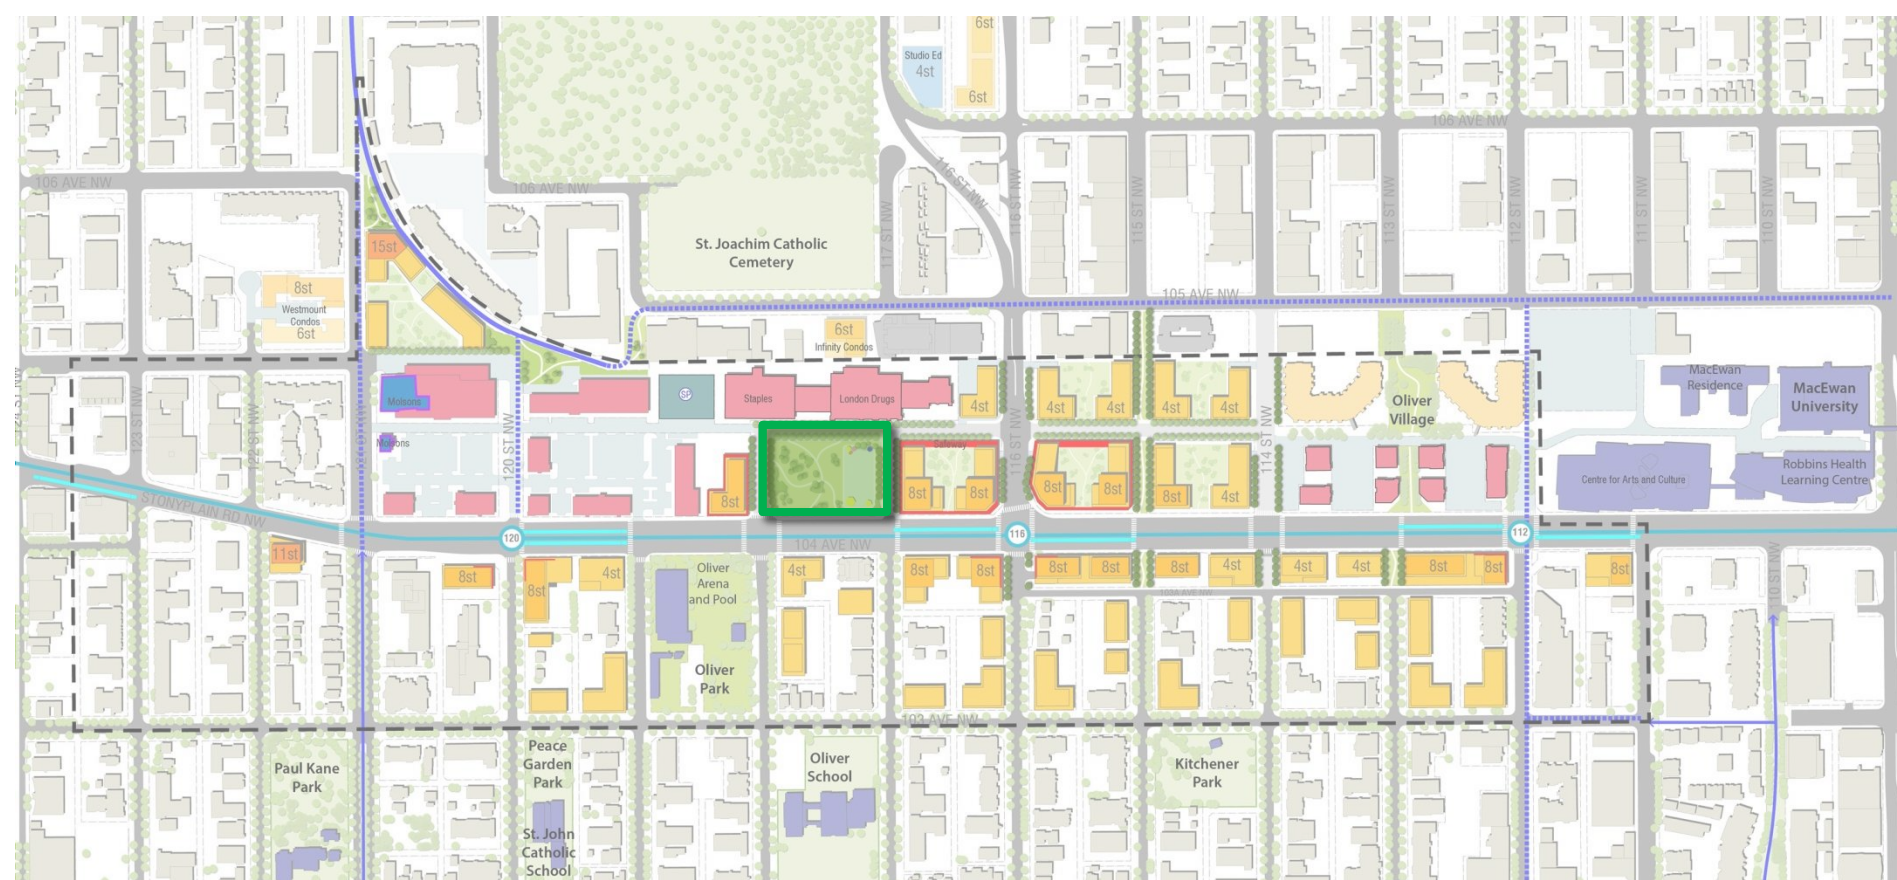 6st
Studio Ed
4st
6st
106 AVE NW
106 AVE NW
106 AVE NW
116 ST NW
116 ST NW
117 ST NW
115 ST NW
113 ST NW
112 ST NW
111 ST NW
110 ST NW
St. Joachim Catholic
Cemetery
15st
8st
Westmount
Condos
6st
105 AVE NW
6st
Infinity Condos
Molsons
Molsons
SP
Staples
London Drugs
4st
4st
4st
4st
4st
Oliver
Village
MacEwan
Residence
MacEwan
University
123 ST NW
122 ST NW
120 ST NW
116 ST NW
114 ST NW
Safeway
8st
8st
8st
8st
8st
8st
4st
Centre for Arts and Culture
Robbins Health
Learning Centre
STONYPLAIN RD NW
120
104 AVE NW
116
112
11st
8st
8st
4st
Oliver
Arena
and Pool
4st
8st
8st
8st
8st
8st
4st
4st
4st
8st
8st
8st
110 ST NW
Oliver
Park
103 AVE NW
Paul Kane
Park
Peace
Garden
Park
Oliver
School
Kitchener
Park
St. John
Catholic
School